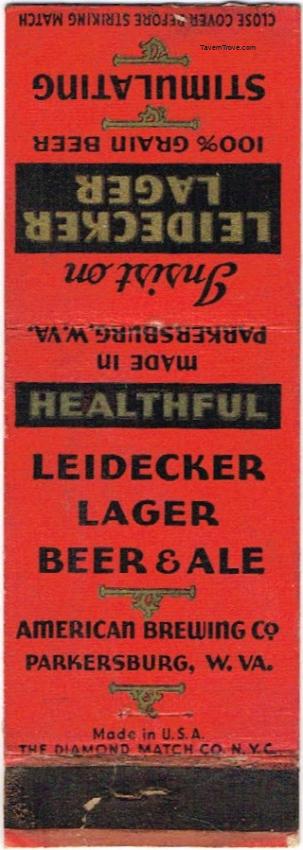 TavernTrove.com
CLOSE COVER BEFORE STRIKING MATCH
STIMULATING
100% GRAIN BEER
LEIDECKER
LAGER
Insist on
MADE in
PARKERSBURG, W. VA.
HEALTHFUL
LEIDECKER
LAGER
BEER & ALE
AMERICAN BREWING Co
PARKERSBURG, W. VA.
Made in U.S.A.
THE DIAMOND MATCH CO. N.Y.C.